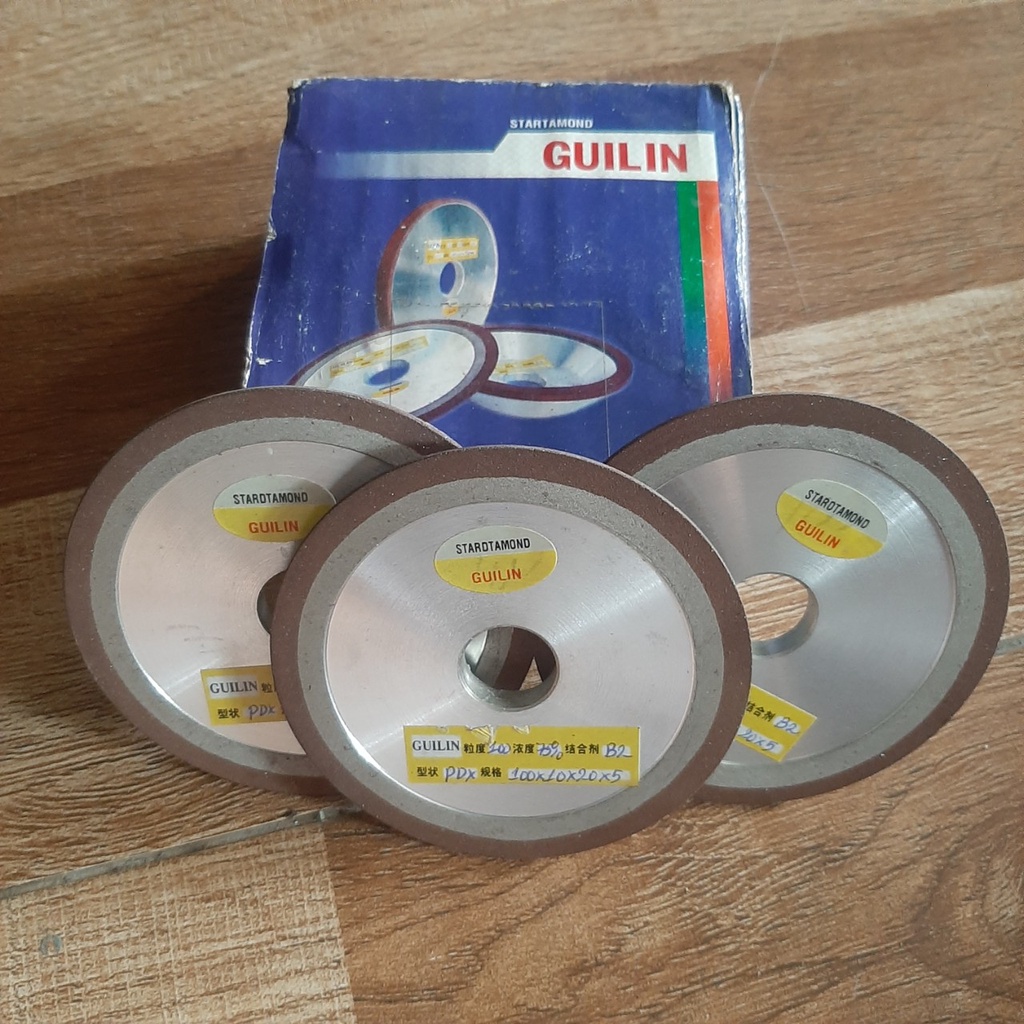 STARTAMOND
GUILIN
STARDTAMOND
GUILIN
GUILIN 粒
型状 PDX
STARDTAMOND
GUILIN
GUILIN 粒度 100 浓度 75% 结合剂 B2
型状 PDX 规格 100x10x20x5
STARDTAMOND
GUILIN
结合剂 B2
20x5